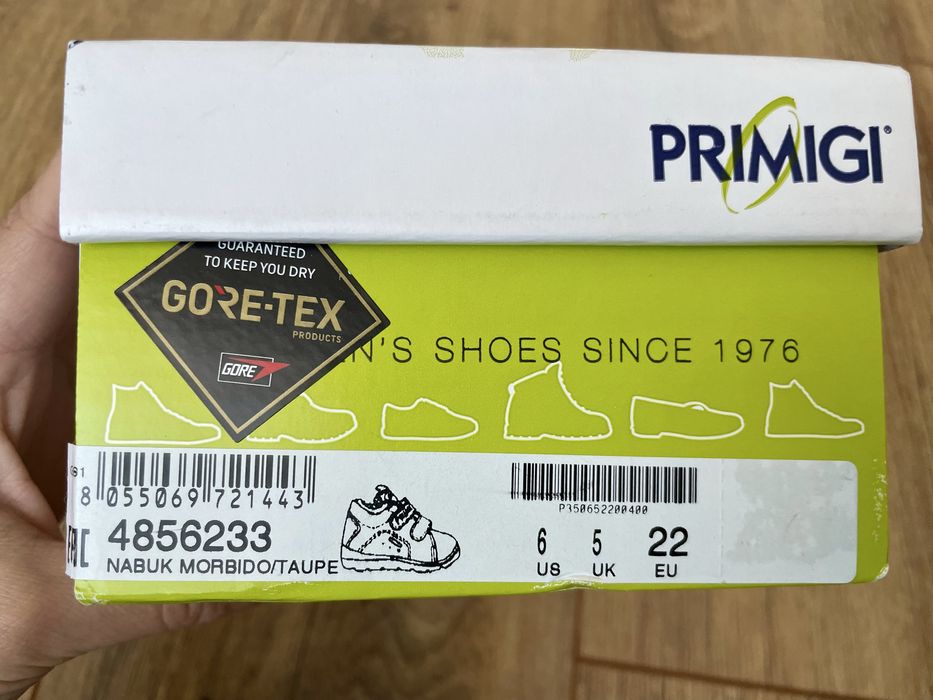 PRIMIGI®
GUARANTEED
TO KEEP YOU DRY
GORE-TEX
PRODUCTS
GORE
N'S SHOES SINCE 1976
8 055069 721443
P350652200400
4856233
NABUK MORBIDO/TAUPE
6 5 22
US UK EU